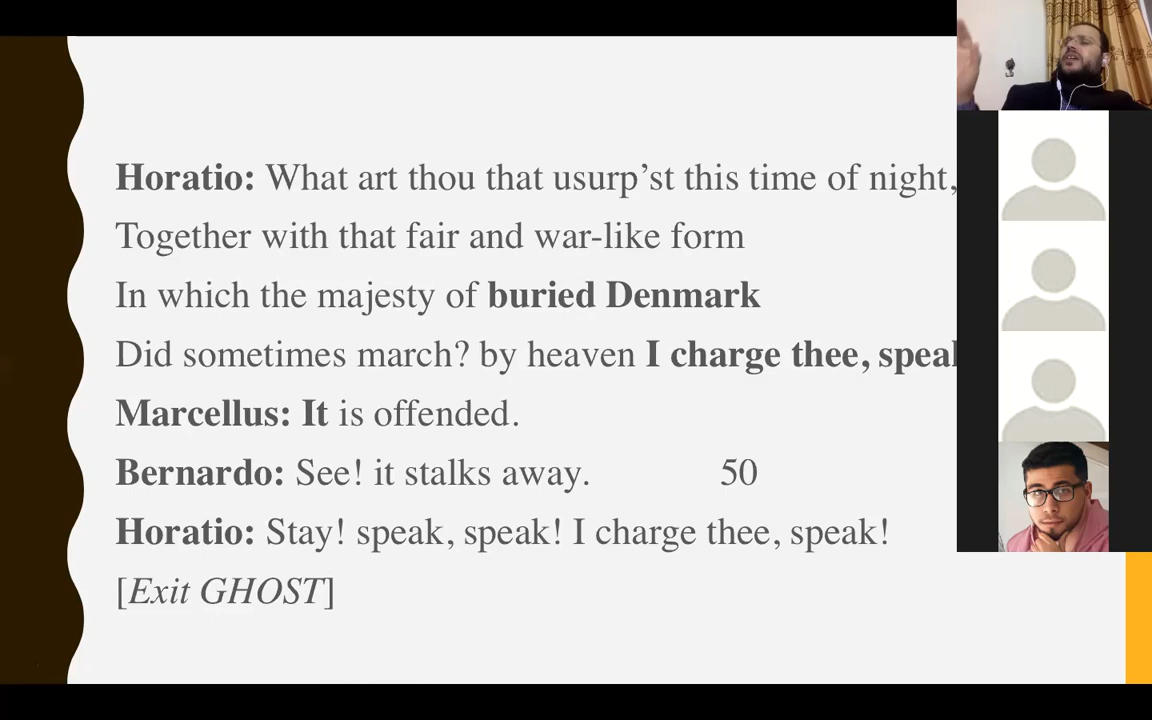 Horatio: What art thou that usurp’st this time of night,
Together with that fair and war-like form
In which the majesty of buried Denmark
Did sometimes march? by heaven I charge thee,
Marcellus: It is offended.
Bernardo: See! it stalks away. 50
Horatio: Stay! speak, speak! I charge thee, speak!
[Exit GHOST]